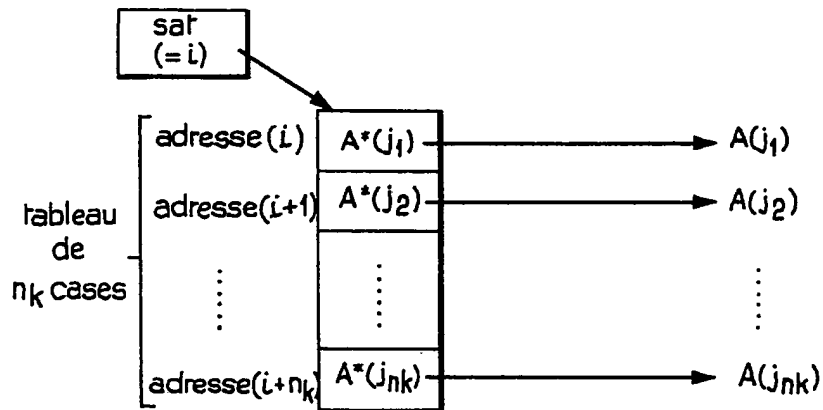 sat
(= i)
adresse(i) A*(j₁) A(j₁)
adresse(i+1) A*(j₂) A(j₂)
tableau
de
nₖ cases
adresse(i+nₖ) A*(jₙₖ) A(jₙₖ)